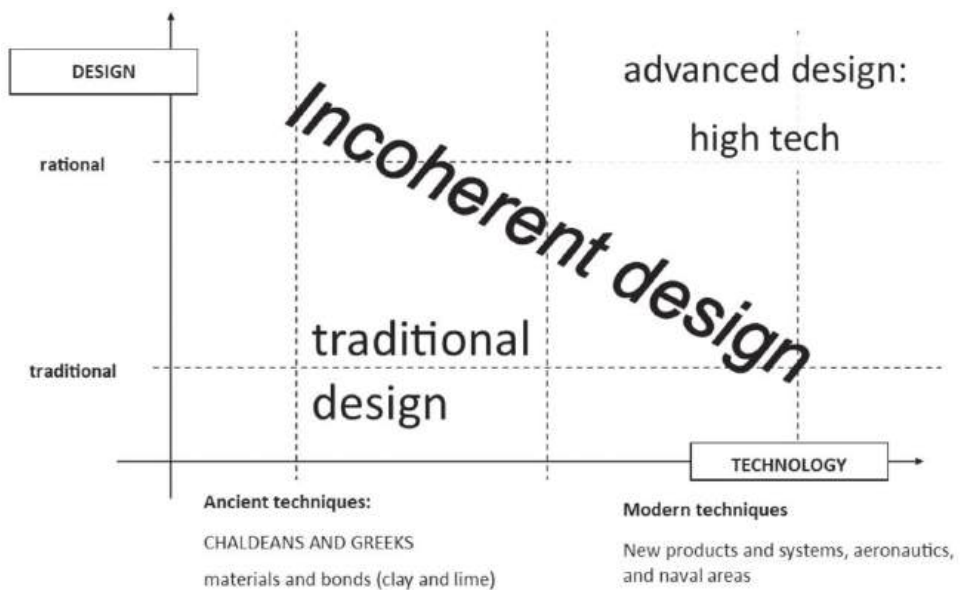 DESIGN
advanced design:
high tech
Incoherent design
rational
traditional
design
traditional
TECHNOLOGY
Ancient techniques:
CHALDEANS AND GREEKS
materials and bonds (clay and lime)
Modern techniques
New products and systems, aeronautics,
and naval areas